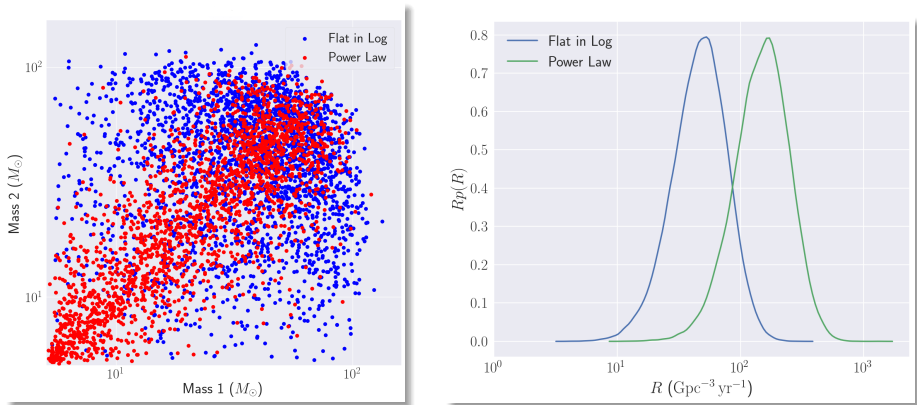 10²
10¹
10¹
10²
Mass 2 (M⊙)
Mass 1 (M⊙)
Flat in Log
Power Law
0.8
0.7
0.6
0.5
0.4
0.3
0.2
0.1
0.0
10⁰
10¹
10²
10³
Rp(R)
R (Gpc⁻³ yr⁻¹)
Flat in Log
Power Law